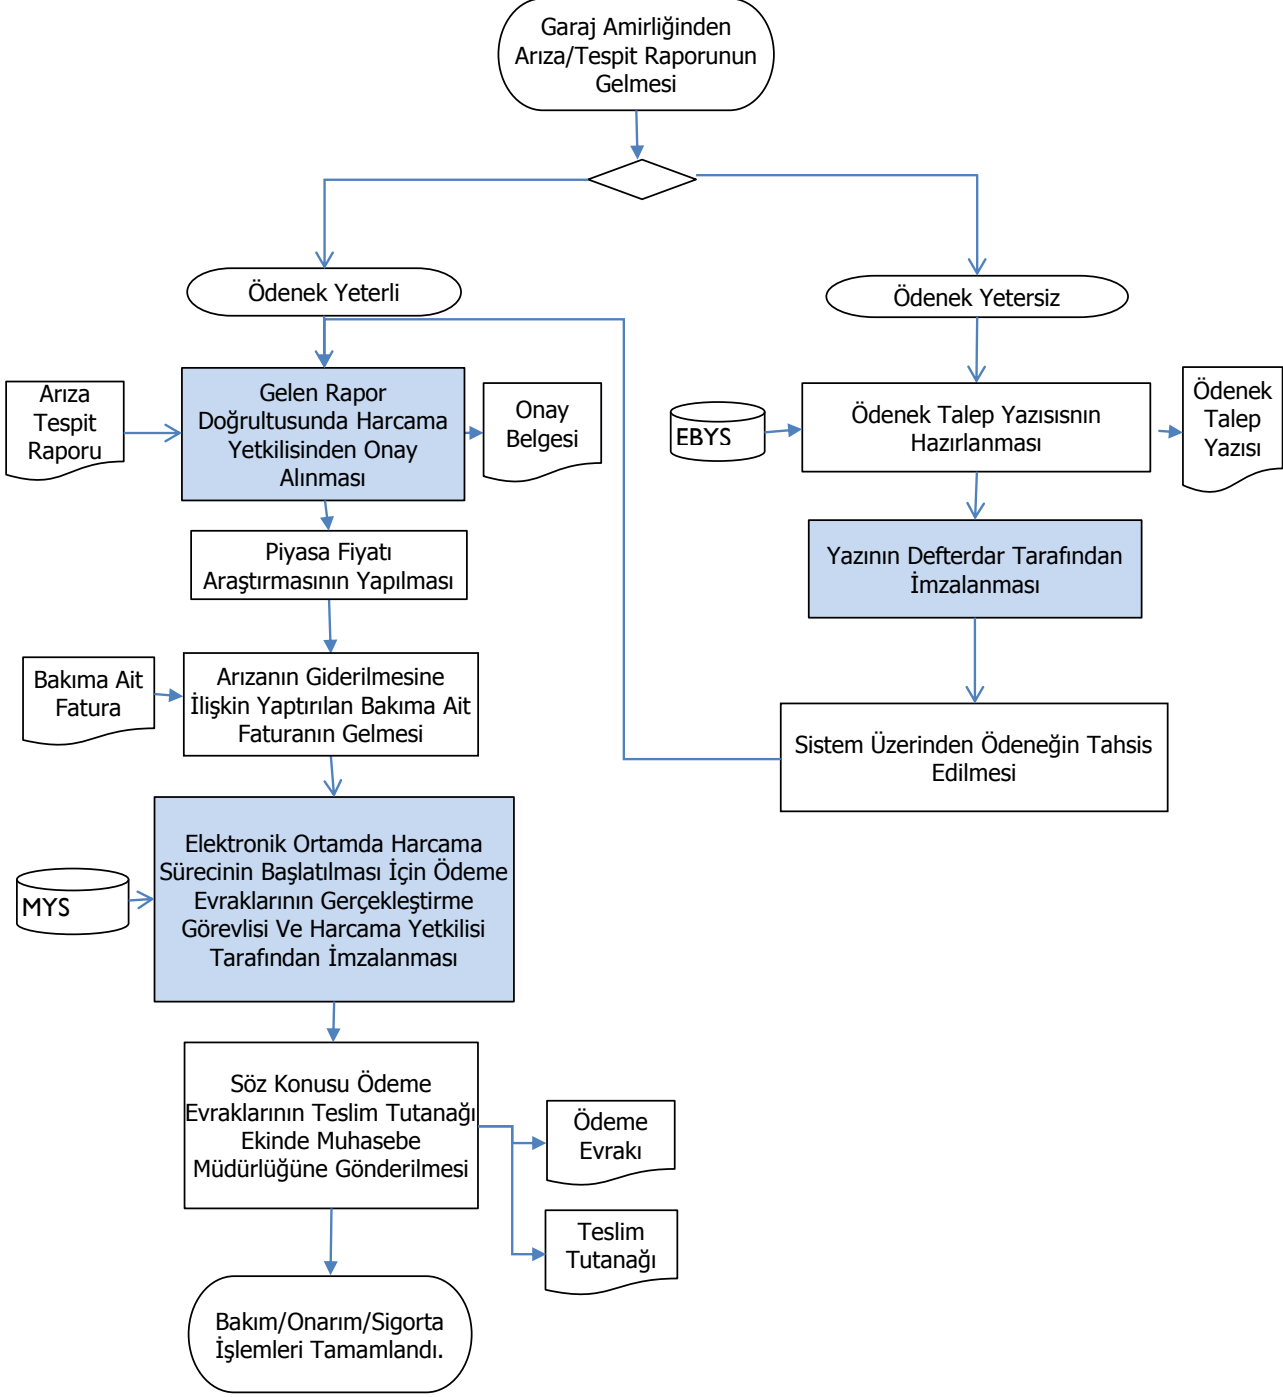 Garaj Amirliğinden
Arıza/Tespit Raporunun
Gelmesi
Ödenek Yeterli
Ödenek Yetersiz
Arıza
Tespit
Raporu
Gelen Rapor
Doğrultusunda Harcama
Yetkilisinden Onay
Alınması
Onay
Belgesi
EBYS
Ödenek Talep Yazısısnın
Hazırlanması
Ödenek
Talep
Yazısı
Piyasa Fiyatı
Araştırmasının Yapılması
Yazının Defterdar Tarafından
İmzalanması
Bakıma Ait
Fatura
Arızanın Giderilmesine
İlişkin Yaptırılan Bakıma Ait
Faturanın Gelmesi
Sistem Üzerinden Ödeneğin Tahsis
Edilmesi
MYS
Elektronik Ortamda Harcama
Sürecinin Başlatılması İçin Ödeme
Evraklarının Gerçekleştirme
Görevlisi Ve Harcama Yetkilisi
Tarafından İmzalanması
Söz Konusu Ödeme
Evraklarının Teslim Tutanağı
Ekinde Muhasebe
Müdürlüğüne Gönderilmesi
Ödeme
Evrakı
Teslim
Tutanağı
Bakım/Onarım/Sigorta
İşlemleri Tamamlandı.